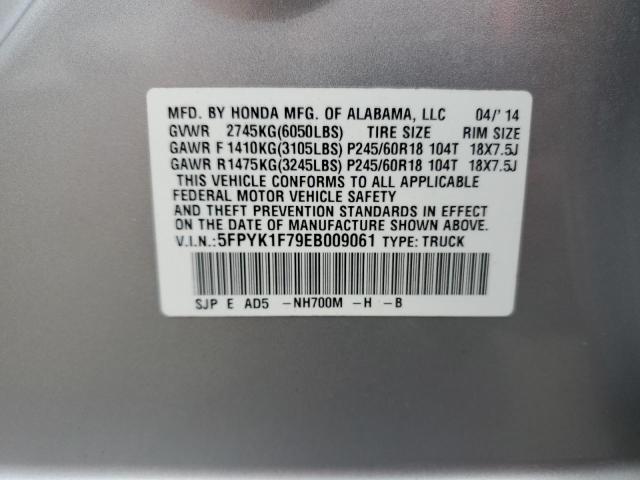 MFD. BY HONDA MFG. OF ALABAMA, LLC 04/'14
GVWR 2745KG(6050LBS) TIRE SIZE RIM SIZE
GAWR F 1410KG(3105LBS) P245/60R18 104T 18X7.5J
GAWR R1475KG(3245LBS) P245/60R18 104T 18X7.5J
THIS VEHICLE CONFORMS TO ALL APPLICABLE
FEDERAL MOTOR VEHICLE SAFETY
AND THEFT PREVENTION STANDARDS IN EFFECT
ON THE DATE OF MANUFACTURE SHOWN ABOVE.
V.I.N.:5FPYK1F79EB009061 TYPE: TRUCK
SJP E AD5 -NH700M -H -B